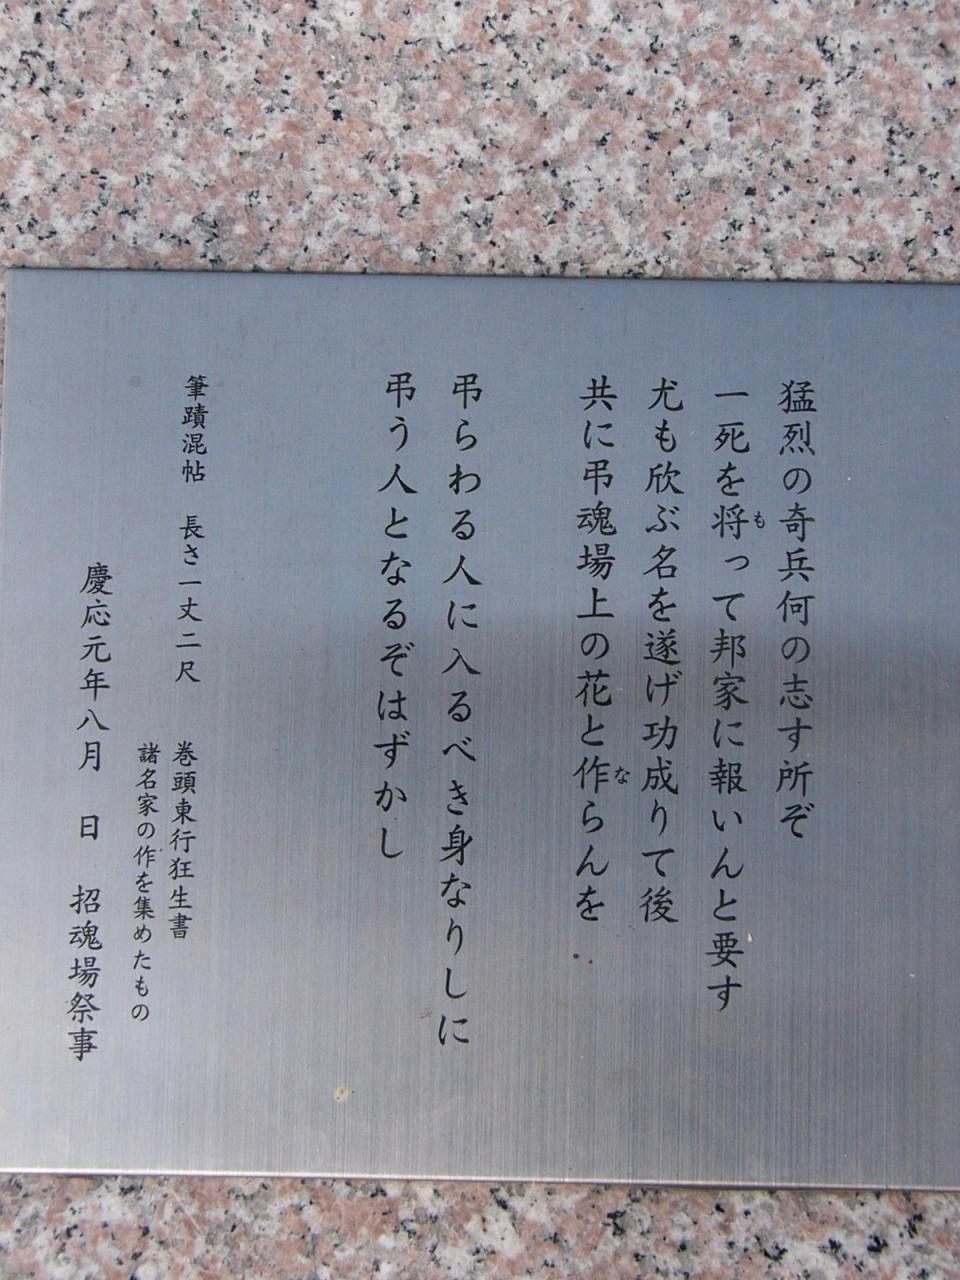 猛烈の奇兵何の志す所ぞ
一死を将って邦家に報いんと要す
も
尤も欣ぶ名を遂げ功成りて後
共に弔魂場上の花と作らんを
な
弔らわる人に入るべき身なりしに
弔う人となるぞはずかし
筆蹟混帖 長さ一丈二尺 巻頭東行狂生書
諸名家の作を集めたもの
慶応元年八月 日 招魂場祭事